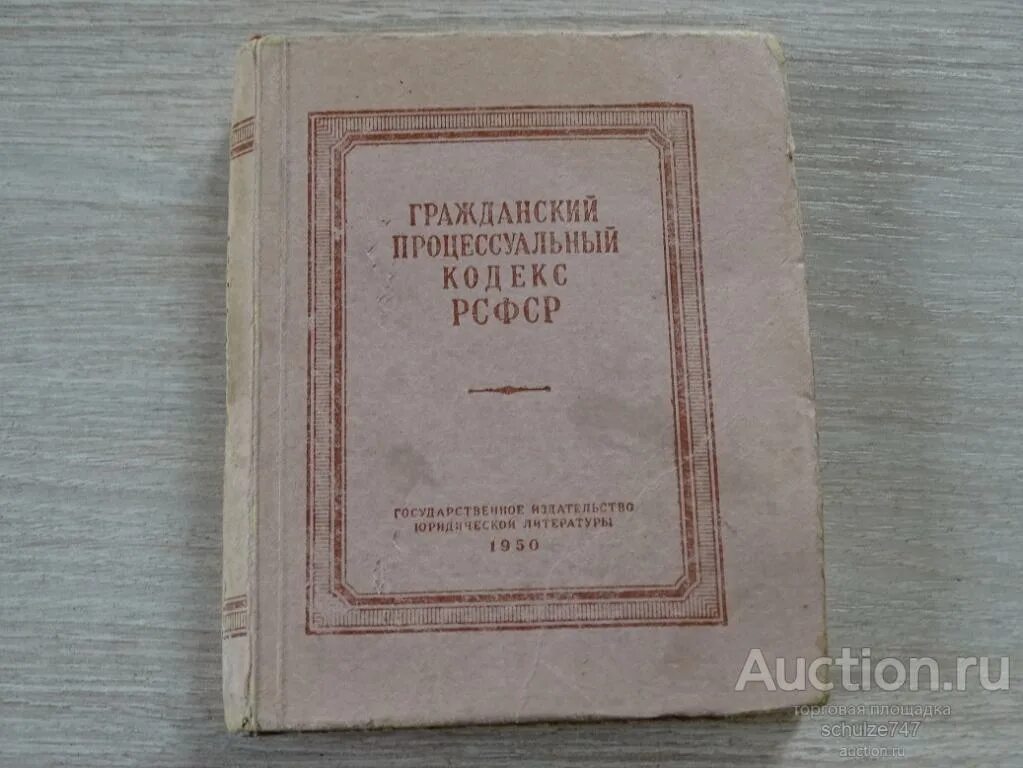 ГРАЖДАНСКИЙ
ПРОЦЕССУАЛЬНЫЙ
КОДЕКС
РСФСР
ГОСУДАРСТВЕННОЕ ИЗДАТЕЛЬСТВО
ЮРИДИЧЕСКОЙ ЛИТЕРАТУРЫ
1950
Auction.ru
торговая площадка
schulze747
auction.ru